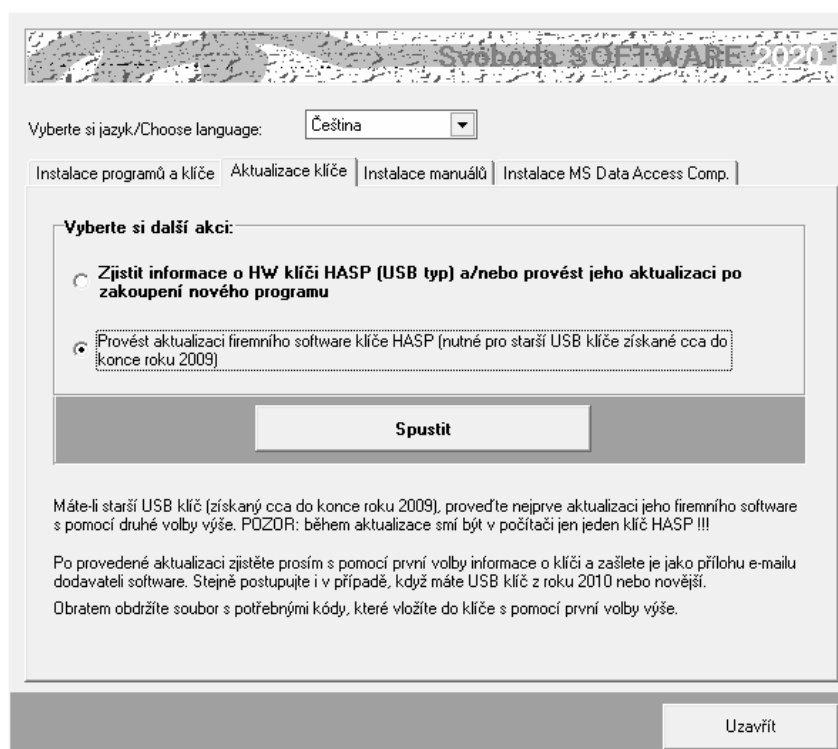 Svoboda SOFTWARE 2020
Vyberte si jazyk/Choose language:
Čeština
Instalace programů a klíče
Aktualizace klíče
Instalace manuálů
Instalace MS Data Access Comp.
Vyberte si další akci:
Zjistit informace o HW klíči HASP (USB typ) a/nebo provést jeho aktualizaci po
zakoupení nového programu
Provést aktualizaci firemního software klíče HASP (nutné pro starší USB klíče získané cca do
konce roku 2009)
Spustit
Máte-li starší USB klíč (získaný cca do konce roku 2009), proveďte nejprve aktualizaci jeho firemního software
s pomocí druhé volby výše. POZOR: během aktualizace smí být v počítači jen jeden klíč HASP !!!
Po provedené aktualizaci zjistěte prosím s pomocí první volby informace o klíči a zašlete je jako přílohu e-mailu
dodavateli software. Stejně postupujte i v případě, když máte USB klíč z roku 2010 nebo novější.
Obratem obdržíte soubor s potřebnými kódy, které vložíte do klíče s pomocí první volby výše.
Uzavřít